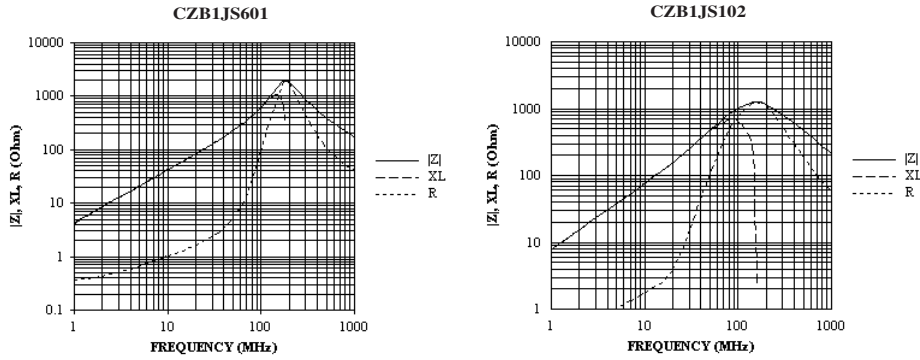 CZB1JS601
|Z|, XL, R (Ohm)
10000
1000
100
10
1
0.1
1 10 100 1000
FREQUENCY (MHz)
|Z|
XL
R
CZB1JS102
|Z|, XL, R (Ohm)
10000
1000
100
10
1
1 10 100 1000
FREQUENCY (MHz)
|Z|
XL
R